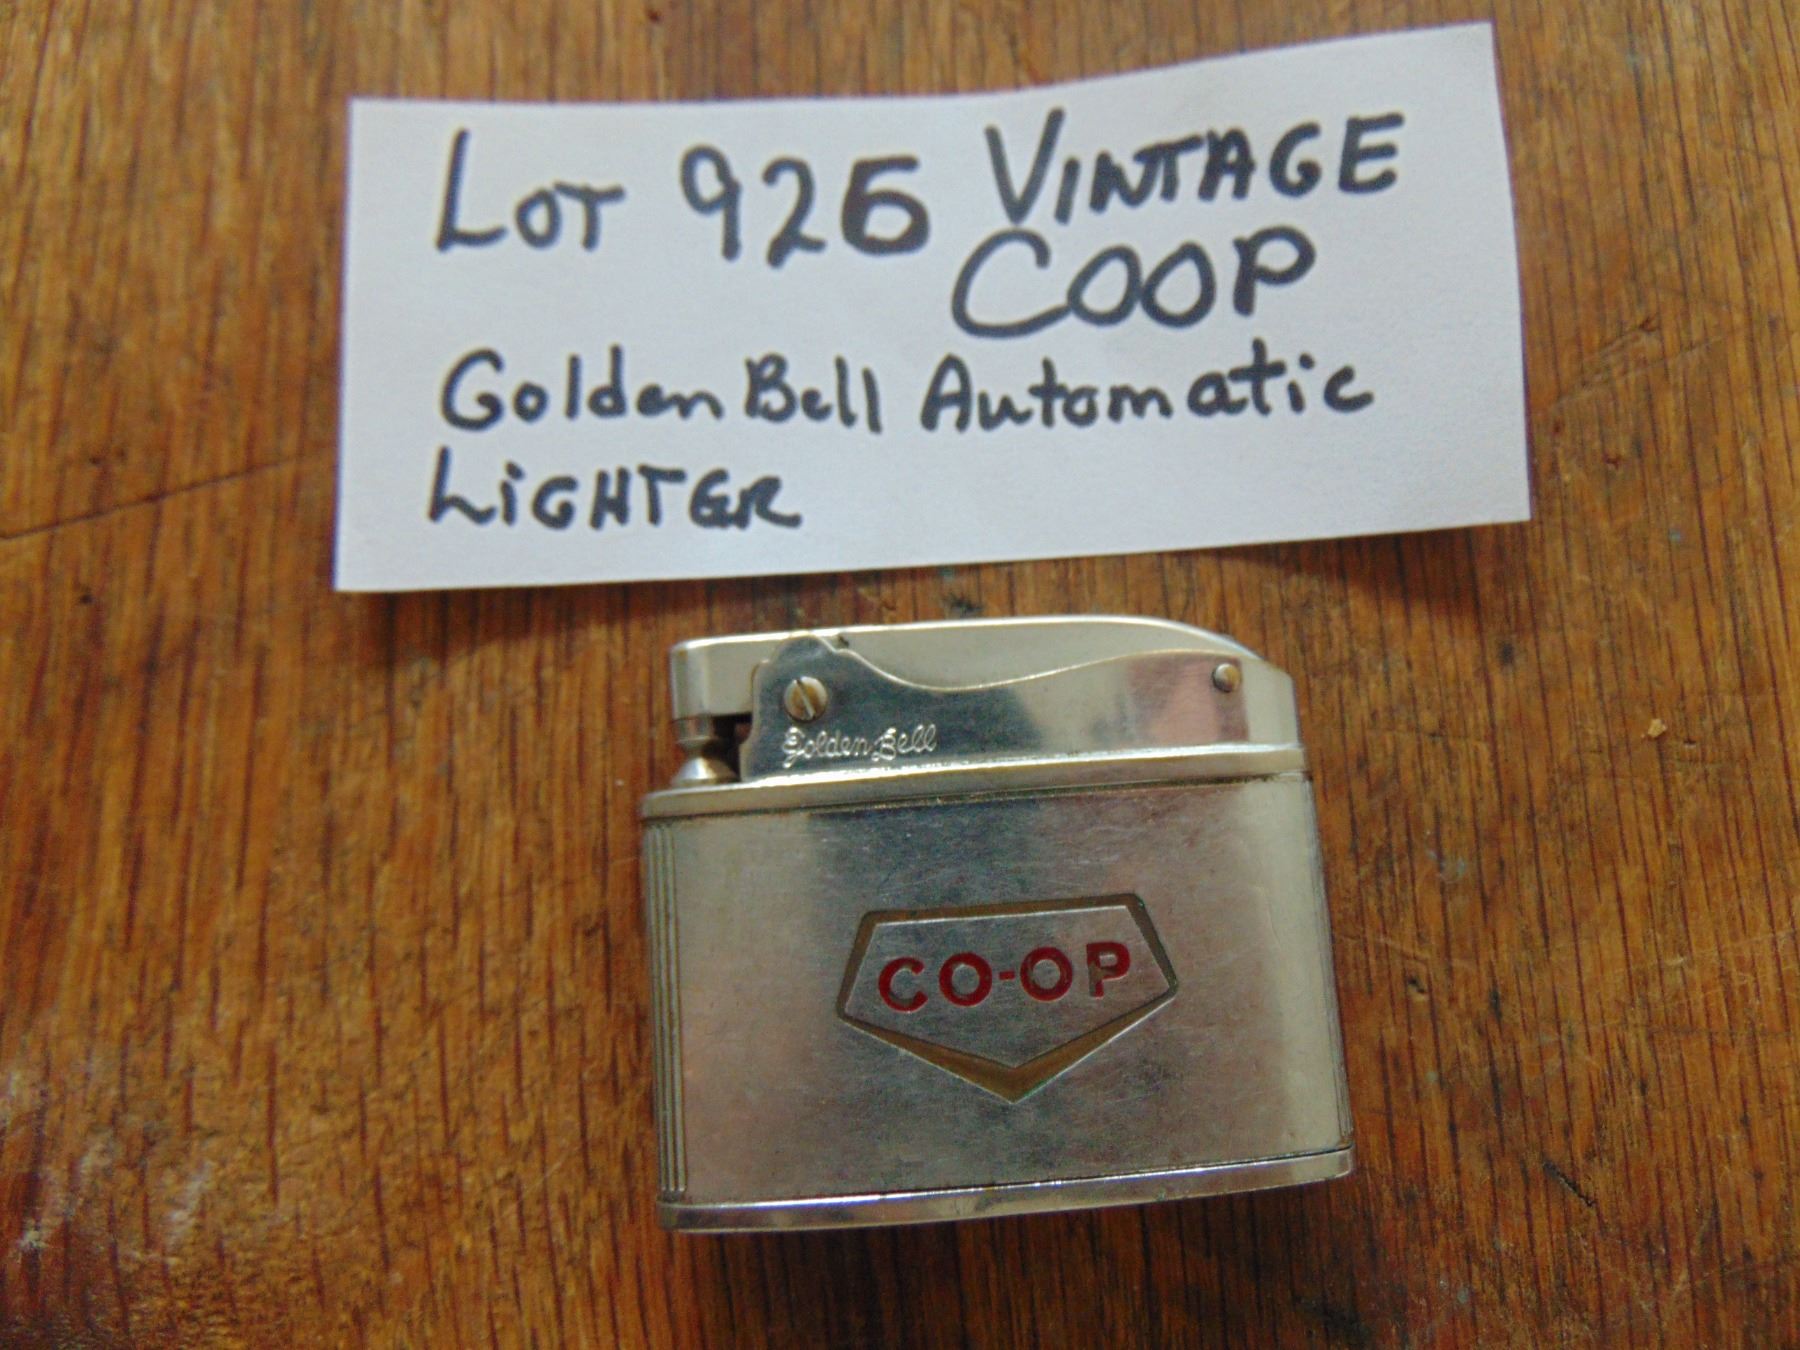 LOT 926 VINTAGE
COOP
Golden Bell Automatic
LIGHTER
Golden Bell
CO-OP